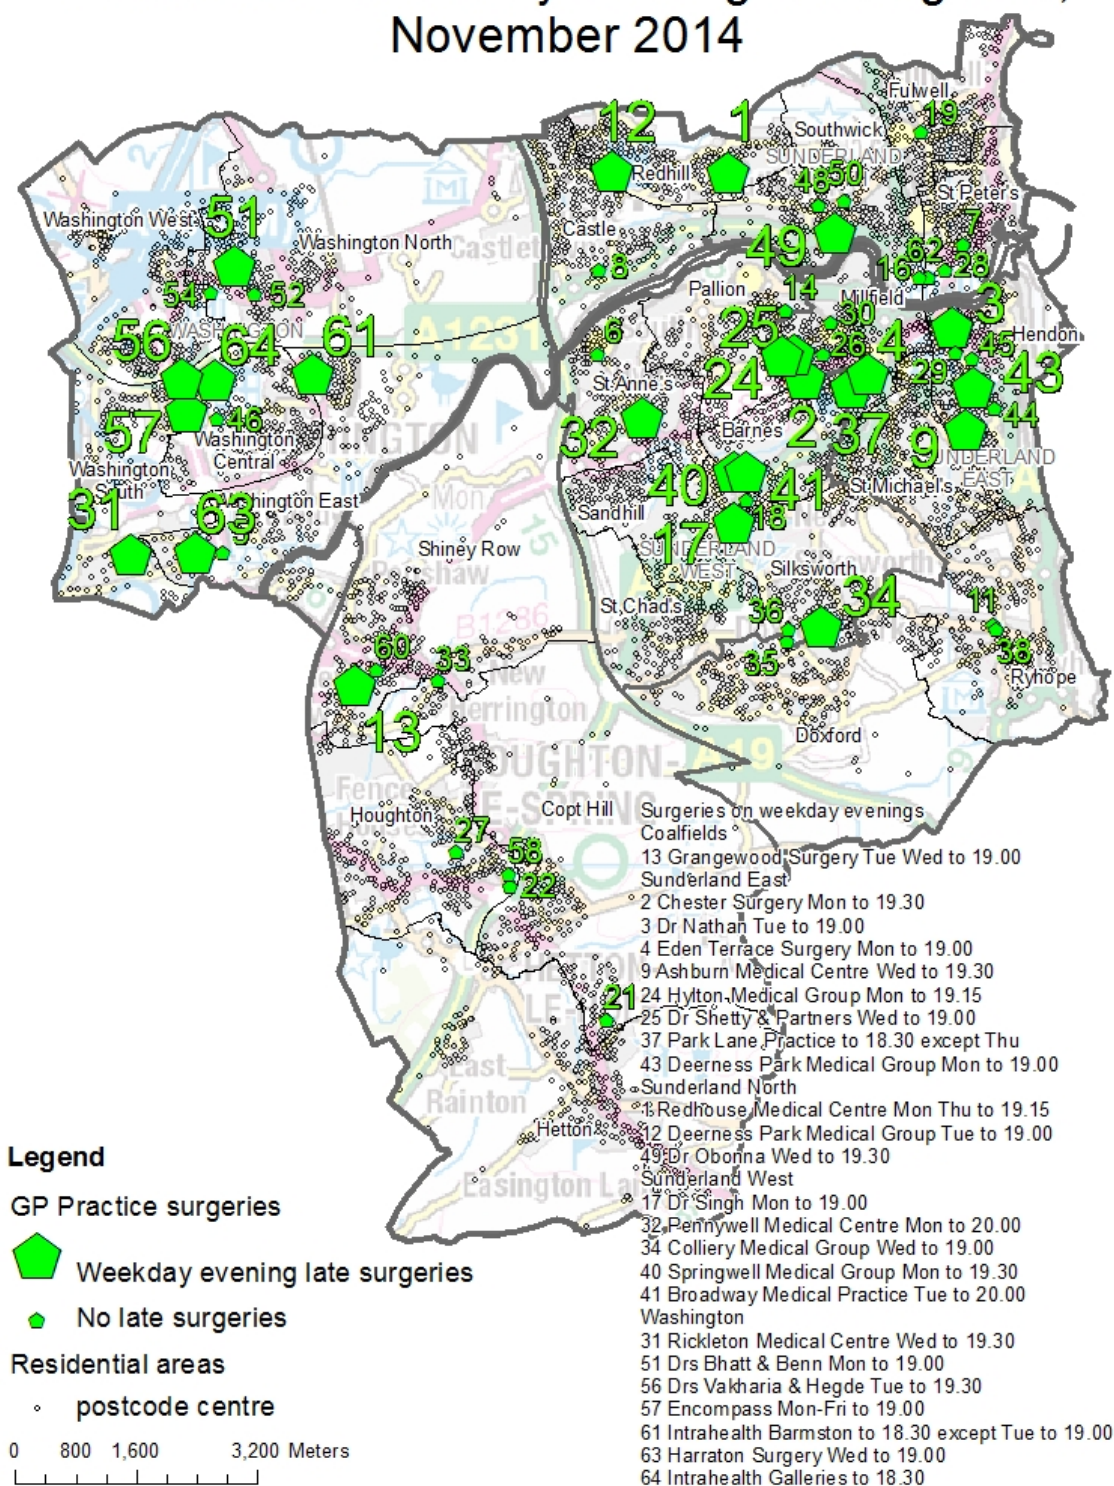 November 2014
Fulwell
12
1
19
Southwick
SUNDERLAND
Redhill
48
50
St Peter's
Washington West
51
Washington North
Castle
7
49
62
8
16
28
54
52
Pallion
14
Millfield
3
WASHINGTON
A1231
56
64
61
25
30
4
Hendon
6
26
45
29
St Anne's
24
43
57
46
32
Barnes
2
37
9
44
Washington
Central
SUNDERLAND
EAST
Washington
South
40
41
St Michael's
31
63
Washington East
Sandhill
18
17
Shiney Row
SUNDERLAND
WEST
Silksworth
St Chad's
36
34
11
B1286
60
33
35
38
New
Herrington
Ryhope
13
Doxford
A19
Houghton
Copt Hill
27
58
22
21
East
Rainton
Hetton
Surgeries on weekday evenings
Coalfields
13 Grangewood Surgery Tue Wed to 19.00
Sunderland East
2 Chester Surgery Mon to 19.30
3 Dr Nathan Tue to 19.00
4 Eden Terrace Surgery Mon to 19.00
9 Ashburn Medical Centre Wed to 19.30
24 Hylton Medical Group Mon to 19.15
25 Dr Shetty & Partners Wed to 19.00
37 Park Lane Practice to 18.30 except Thu
43 Deerness Park Medical Group Mon to 19.00
Sunderland North
1 Redhouse Medical Centre Mon Thu to 19.15
12 Deerness Park Medical Group Tue to 19.00
49 Dr Obonna Wed to 19.30
Sunderland West
17 Dr Singh Mon to 19.00
32 Pennywell Medical Centre Mon to 20.00
34 Colliery Medical Group Wed to 19.00
40 Springwell Medical Group Mon to 19.30
41 Broadway Medical Practice Tue to 20.00
Washington
31 Rickleton Medical Centre Wed to 19.30
51 Drs Bhatt & Benn Mon to 19.00
56 Drs Vakharia & Hegde Tue to 19.30
57 Encompass Mon-Fri to 19.00
61 Intrahealth Barmston to 18.30 except Tue to 19.00
63 Harraton Surgery Wed to 19.00
64 Intrahealth Galleries to 18.30
Legend
GP Practice surgeries
Weekday evening late surgeries
No late surgeries
Residential areas
postcode centre
0 800 1,600 3,200 Meters